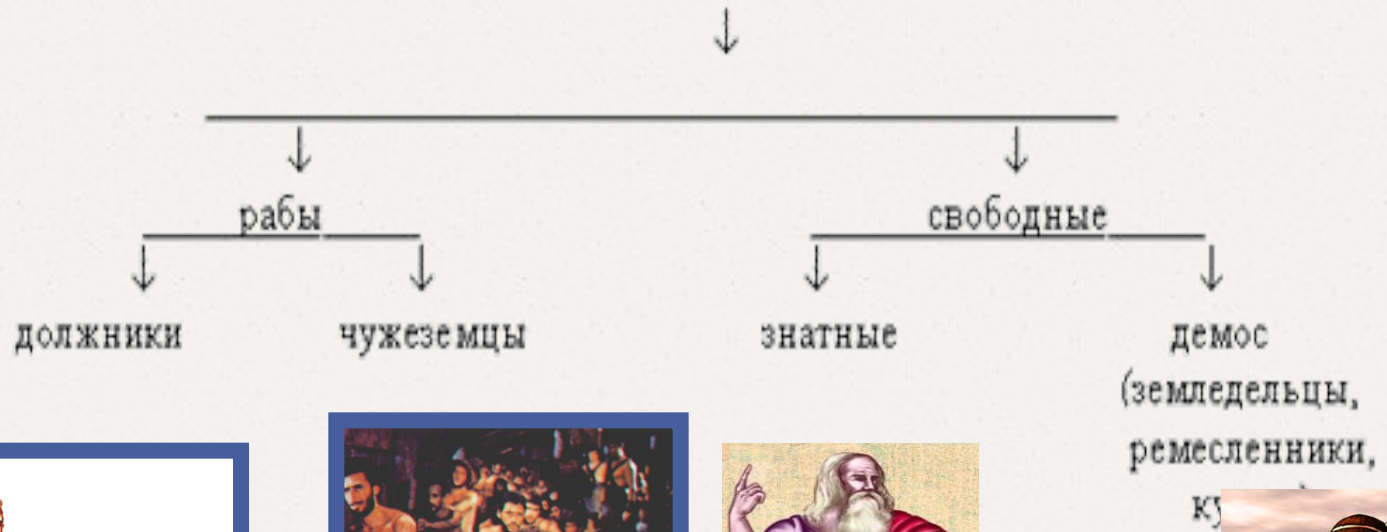 рабы
свободные
должники
чужеземцы
знатные
демос
(земледельцы,
ремесленники,